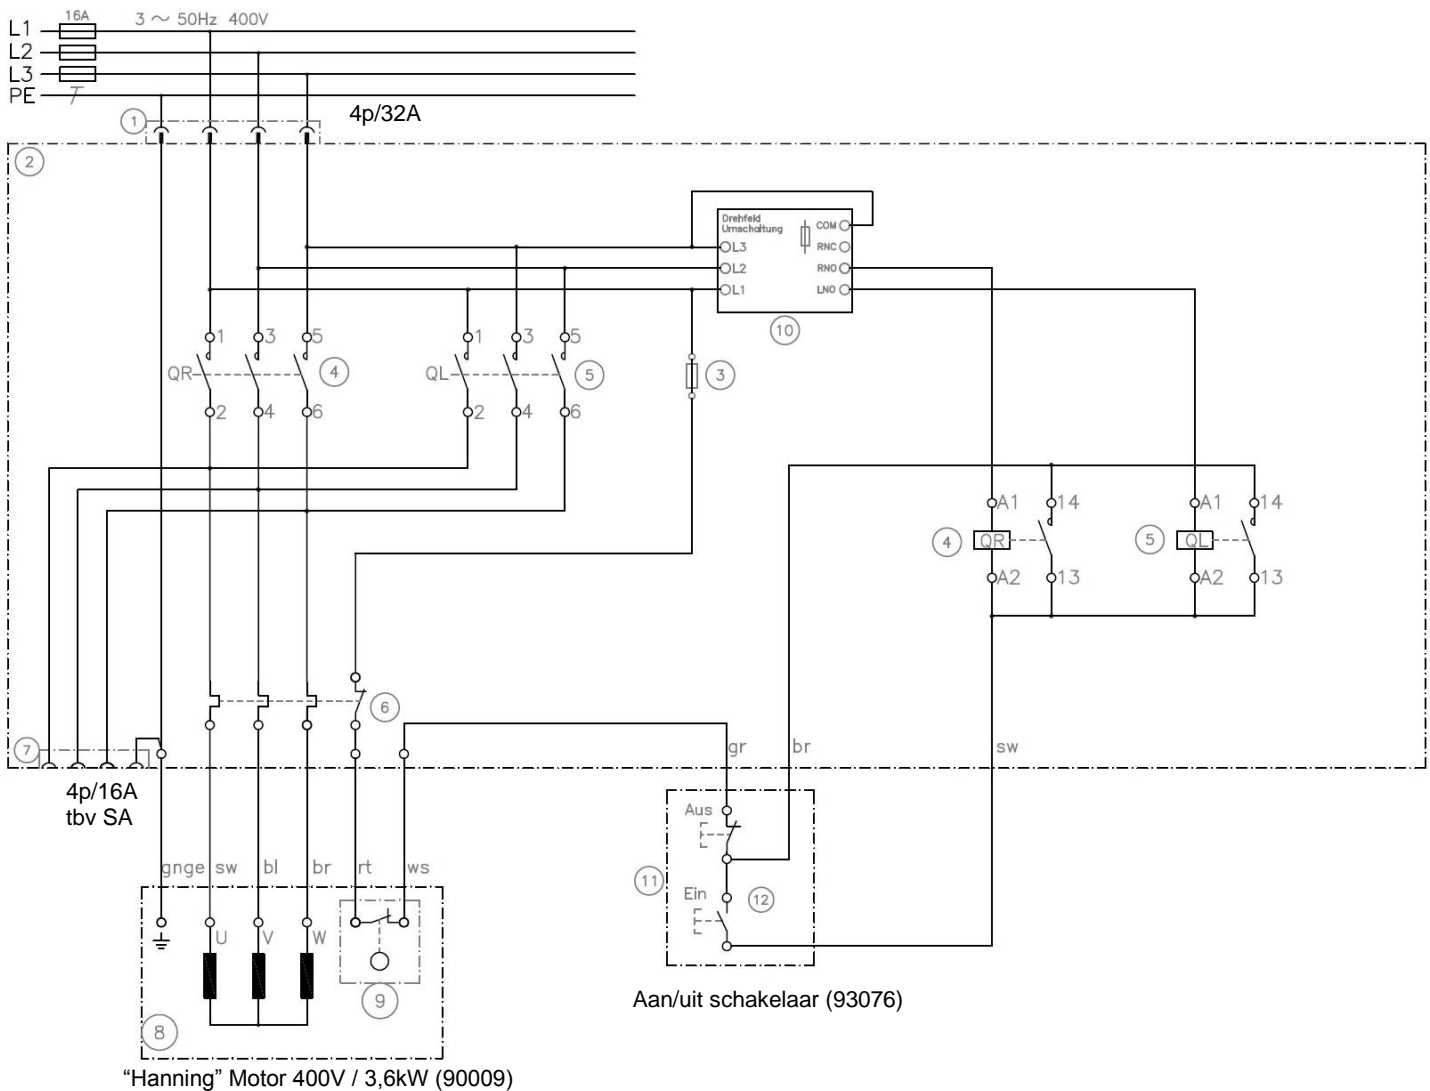 L1 16A 3 ~ 50Hz 400V
L2
L3
PE
1 4p/32A
2
Drehfeld
Umschaltung
COM
L3 RNC
L2 RNO
L1 LNO
10
1 3 5 1 3 5
QR 4 QL 5 3
2 4 6 2 4 6
A1 14 A1 14
4 QR 5 QL
A2 13 A2 13
6
7 gr br sw
4p/16A
tbv SA
Aus
gnge sw bl br rt ws
11 Ein 12
U V W
9
8
Aan/uit schakelaar (93076)
“Hanning” Motor 400V / 3,6kW (90009)